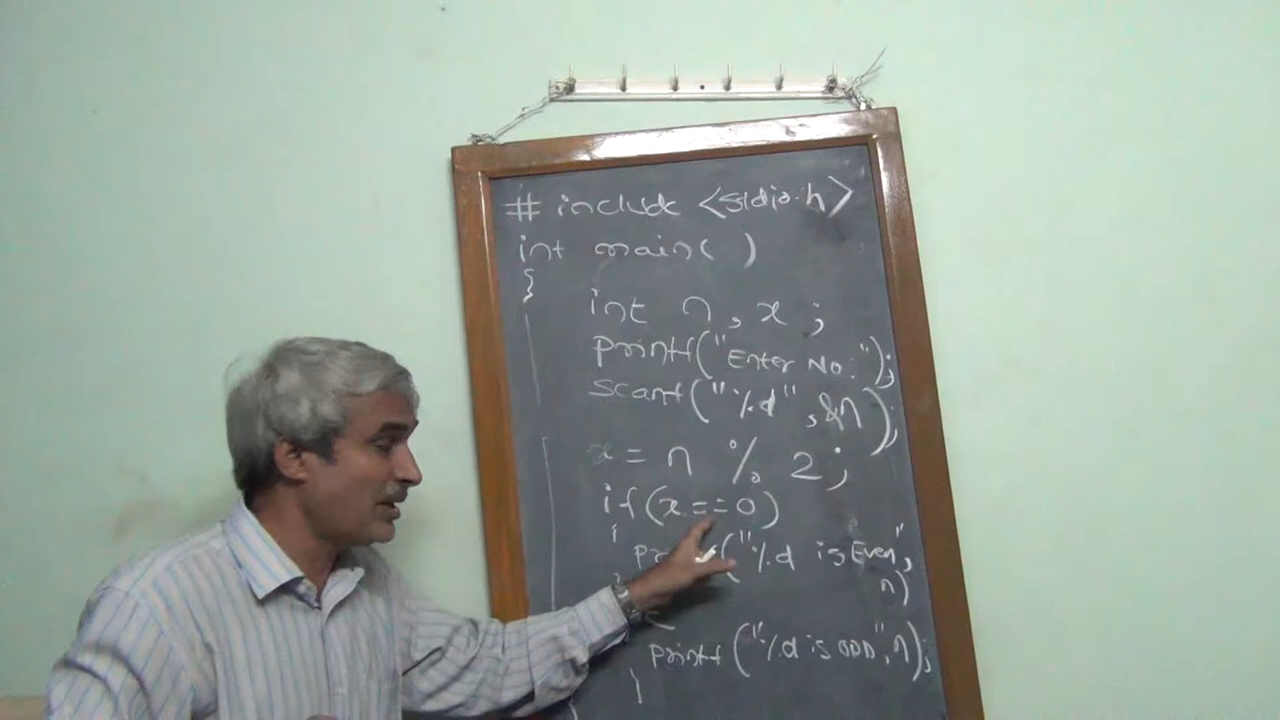 # include <stdio.h>
int main( )
{
int n, x ;
printf("Enter No:");
scanf("%d", &n);
x = n % 2;
if(x==0)
{
("%d is Even",
n)
printf("%d is ODD", n);
}